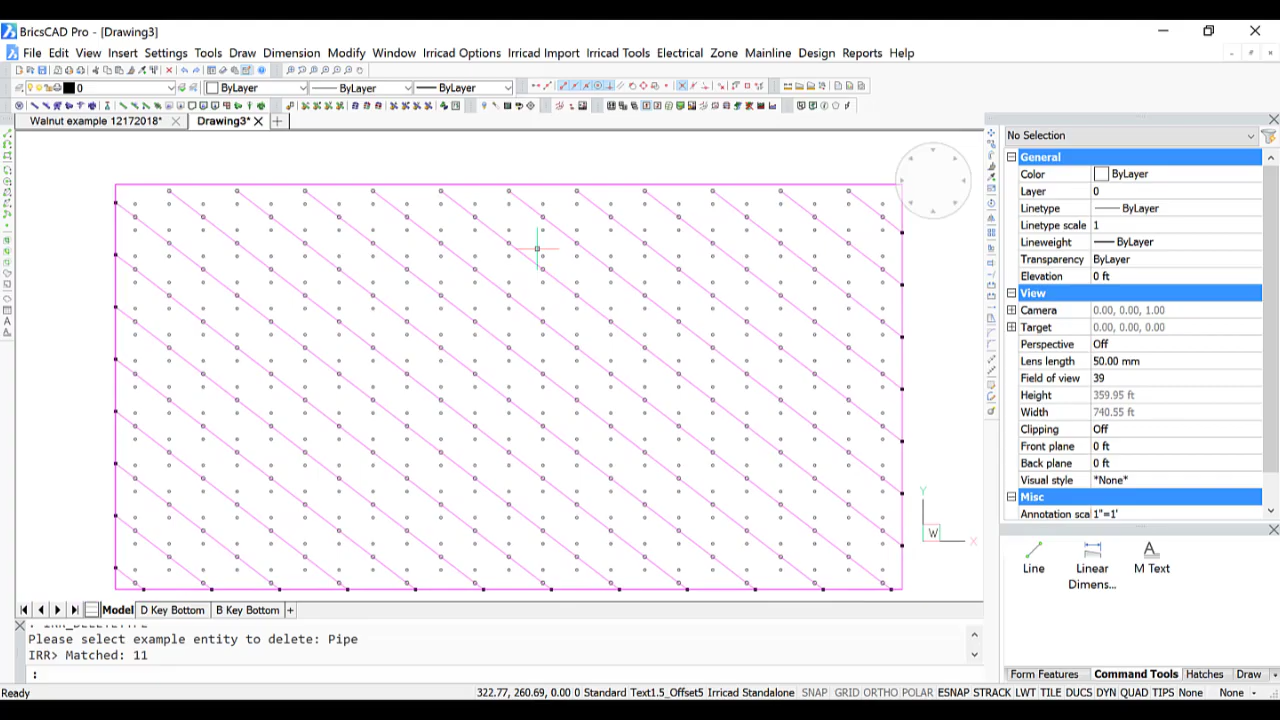 BricsCAD Pro - [Drawing3]
File Edit View Insert Settings Tools Draw Dimension Modify Window Irricad Options Irricad Import Irricad Tools Electrical Zone Mainline Design Reports Help
0 ByLayer ByLayer ByLayer
Walnut example 12172018* Drawing3*
No Selection
General
Color ByLayer
Layer 0
Linetype ByLayer
Linetype scale 1
Lineweight ByLayer
Transparency ByLayer
Elevation 0 ft
View
Camera 0.00, 0.00, 1.00
Target 0.00, 0.00, 0.00
Perspective Off
Lens length 50.00 mm
Field of view 39
Height 359.95 ft
Width 740.55 ft
Clipping Off
Front plane 0 ft
Back plane 0 ft
Visual style *None*
Misc
Annotation sca 1"=1'
Y
W
X
Line Linear Dimens... M Text
Model D Key Bottom B Key Bottom
Please select example entity to delete: Pipe
IRR> Matched: 11
:
Form Features Command Tools Hatches Draw
Ready 322.77, 260.69, 0.00 0 Standard Text1.5_Offset5 Irricad Standalone SNAP GRID ORTHO POLAR ESNAP STRACK LWT TILE DUCS DYN QUAD TIPS None None